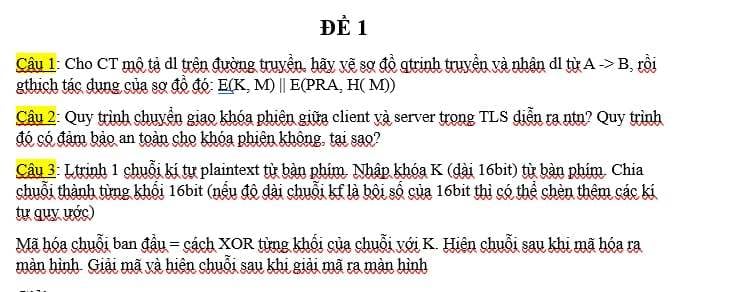 ĐỀ 1
Câu 1: Cho CT mô tả dl trên đường truyền, hãy vẽ sơ đồ qtrinh truyền và nhân dl từ A -> B, rồi
gthich tác dụng của sơ đồ đó: E(K, M) || E(PRA, H( M))
Câu 2: Quy trình chuyển giao khóa phiên giữa client và server trong TLS diễn ra ntn? Quy trình
đó có đảm bảo an toàn cho khóa phiên không, tại sao?
Câu 3: Ltrinh 1 chuỗi kí tự plaintext từ bàn phím. Nhập khóa K (dài 16bit) từ bàn phím. Chia
chuỗi thành từng khối 16bit (nếu độ dài chuỗi kf là bội số của 16bit thì có thể chèn thêm các kí
tự quy ước)
Mã hóa chuỗi ban đầu = cách XOR từng khối của chuỗi với K. Hiện chuỗi sau khi mã hóa ra
màn hình. Giải mã và hiện chuỗi sau khi giải mã ra màn hình